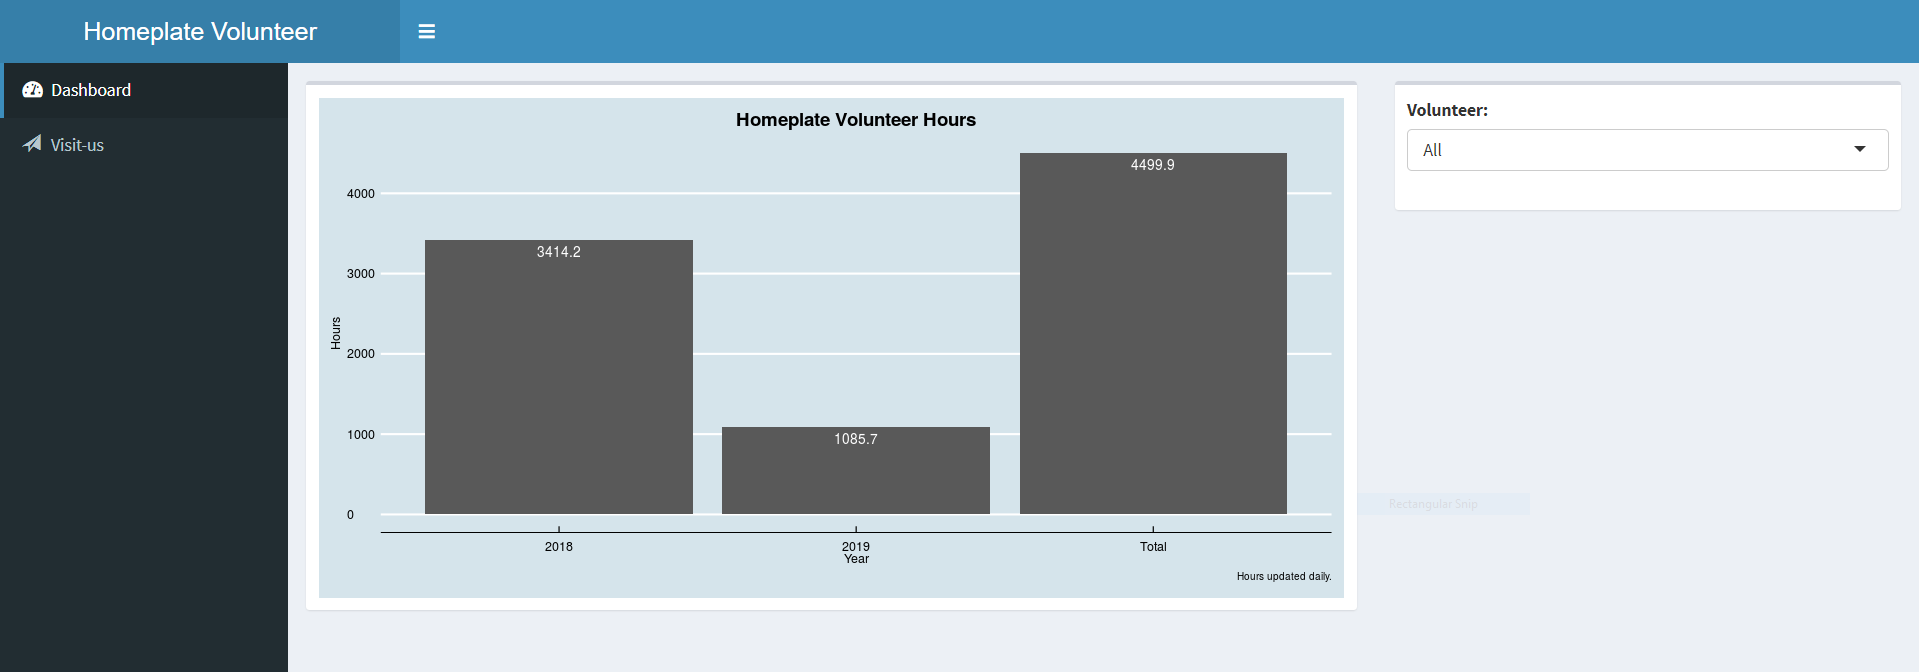 Homeplate Volunteer
Dashboard
Visit-us
Homeplate Volunteer Hours
Hours
4000
3000
2000
1000
0
3414.2
1085.7
4499.9
2018
2019
Total
Year
Hours updated daily.
Volunteer:
All
Rectangular Snip